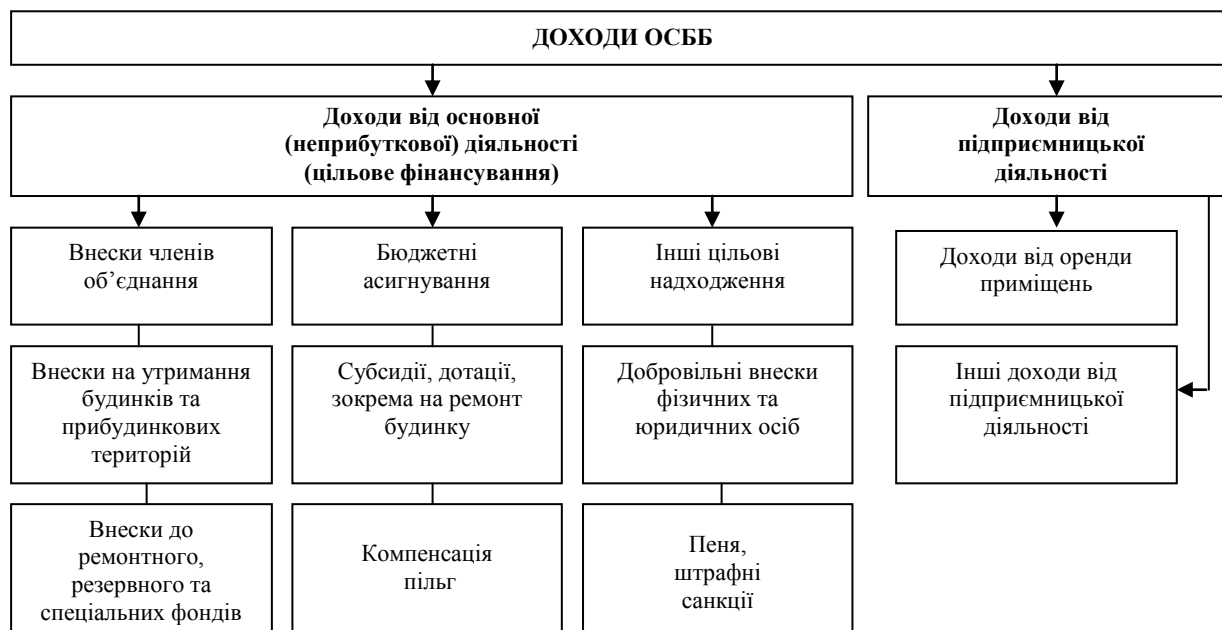 ДОХОДИ ОСББ
Доходи від основної
(неприбуткової) діяльності
(цільове фінансування)
Доходи від
підприємницької
діяльності
Внески членів
об’єднання
Бюджетні
асигнування
Інші цільові
надходження
Доходи від оренди
приміщень
Внески на утримання
будинків та
прибудинкових
територій
Субсидії, дотації,
зокрема на ремонт
будинку
Добровільні внески
фізичних та
юридичних осіб
Інші доходи від
підприємницької
діяльності
Внески до
ремонтного,
резервного та
спеціальних фондів
Компенсація
пільг
Пеня,
штрафні
санкції